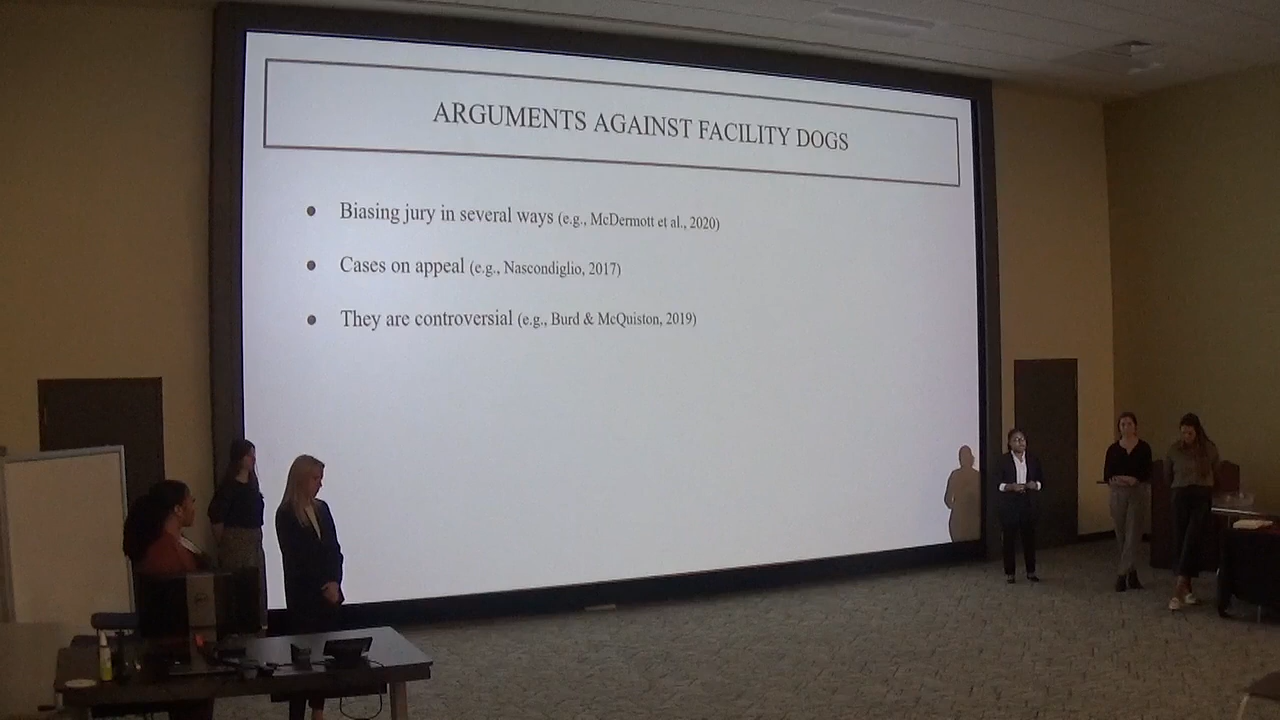 ARGUMENTS AGAINST FACILITY DOGS
● Biasing jury in several ways (e.g., McDermott et al., 2020)
● Cases on appeal (e.g., Nascondiglio, 2017)
● They are controversial (e.g., Burd & McQuiston, 2019)